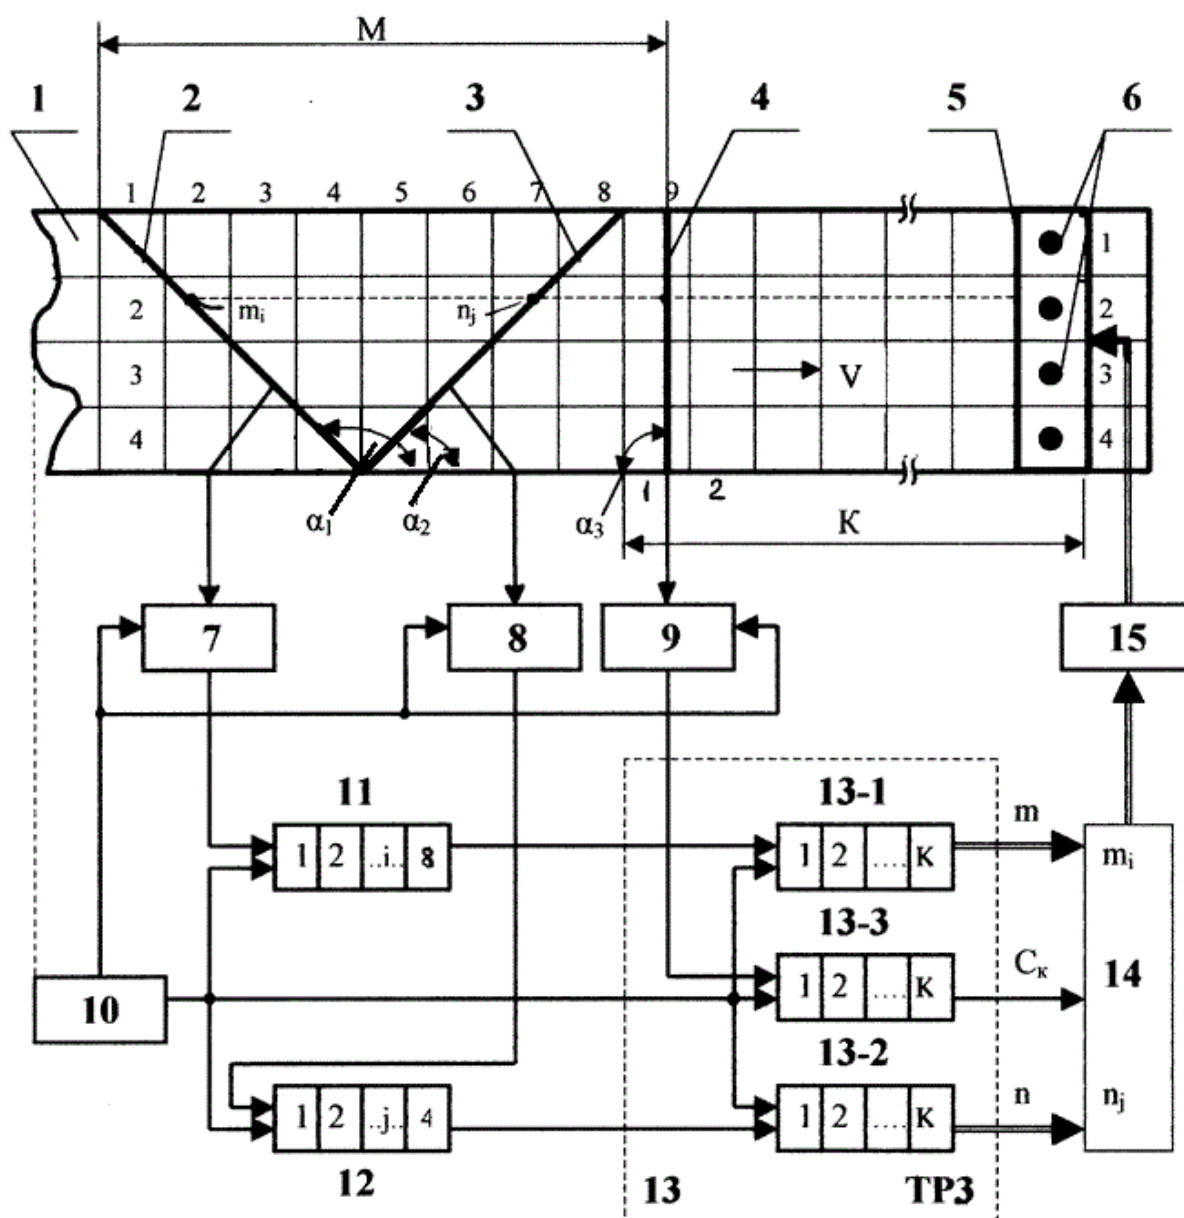 M
1 2 3 4 5 6
1 2 3 4 5 6 7 8 9
1
2 mᵢ nⱼ 2
3 V 3
4 4
α₁ α₂ α₃ 1 2
K
7 8 9 15
11 13-1 m
1 2 ..i.. 8 1 2 .... K mᵢ
13-3 Cк
10 1 2 .... K 14
13-2 n
1 2 ..j.. 4 1 2 .... K nⱼ
12 13 ТРЗ